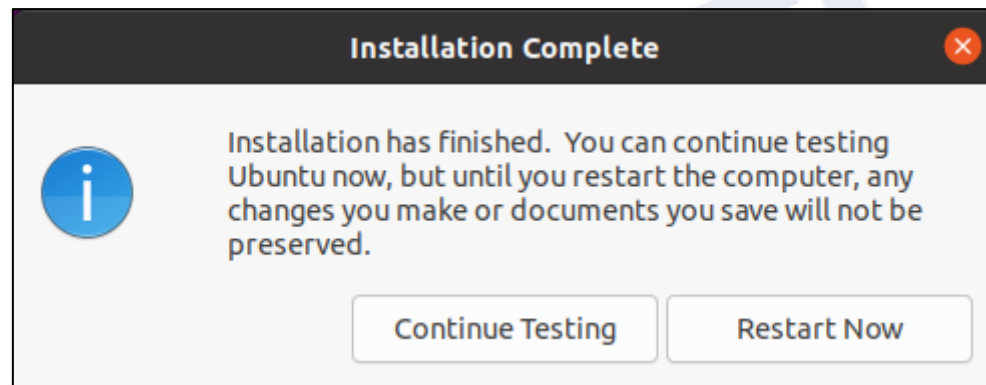 Installation Complete
Installation has finished.  You can continue testing
Ubuntu now, but until you restart the computer, any
changes you make or documents you save will not be
preserved.
Continue Testing
Restart Now